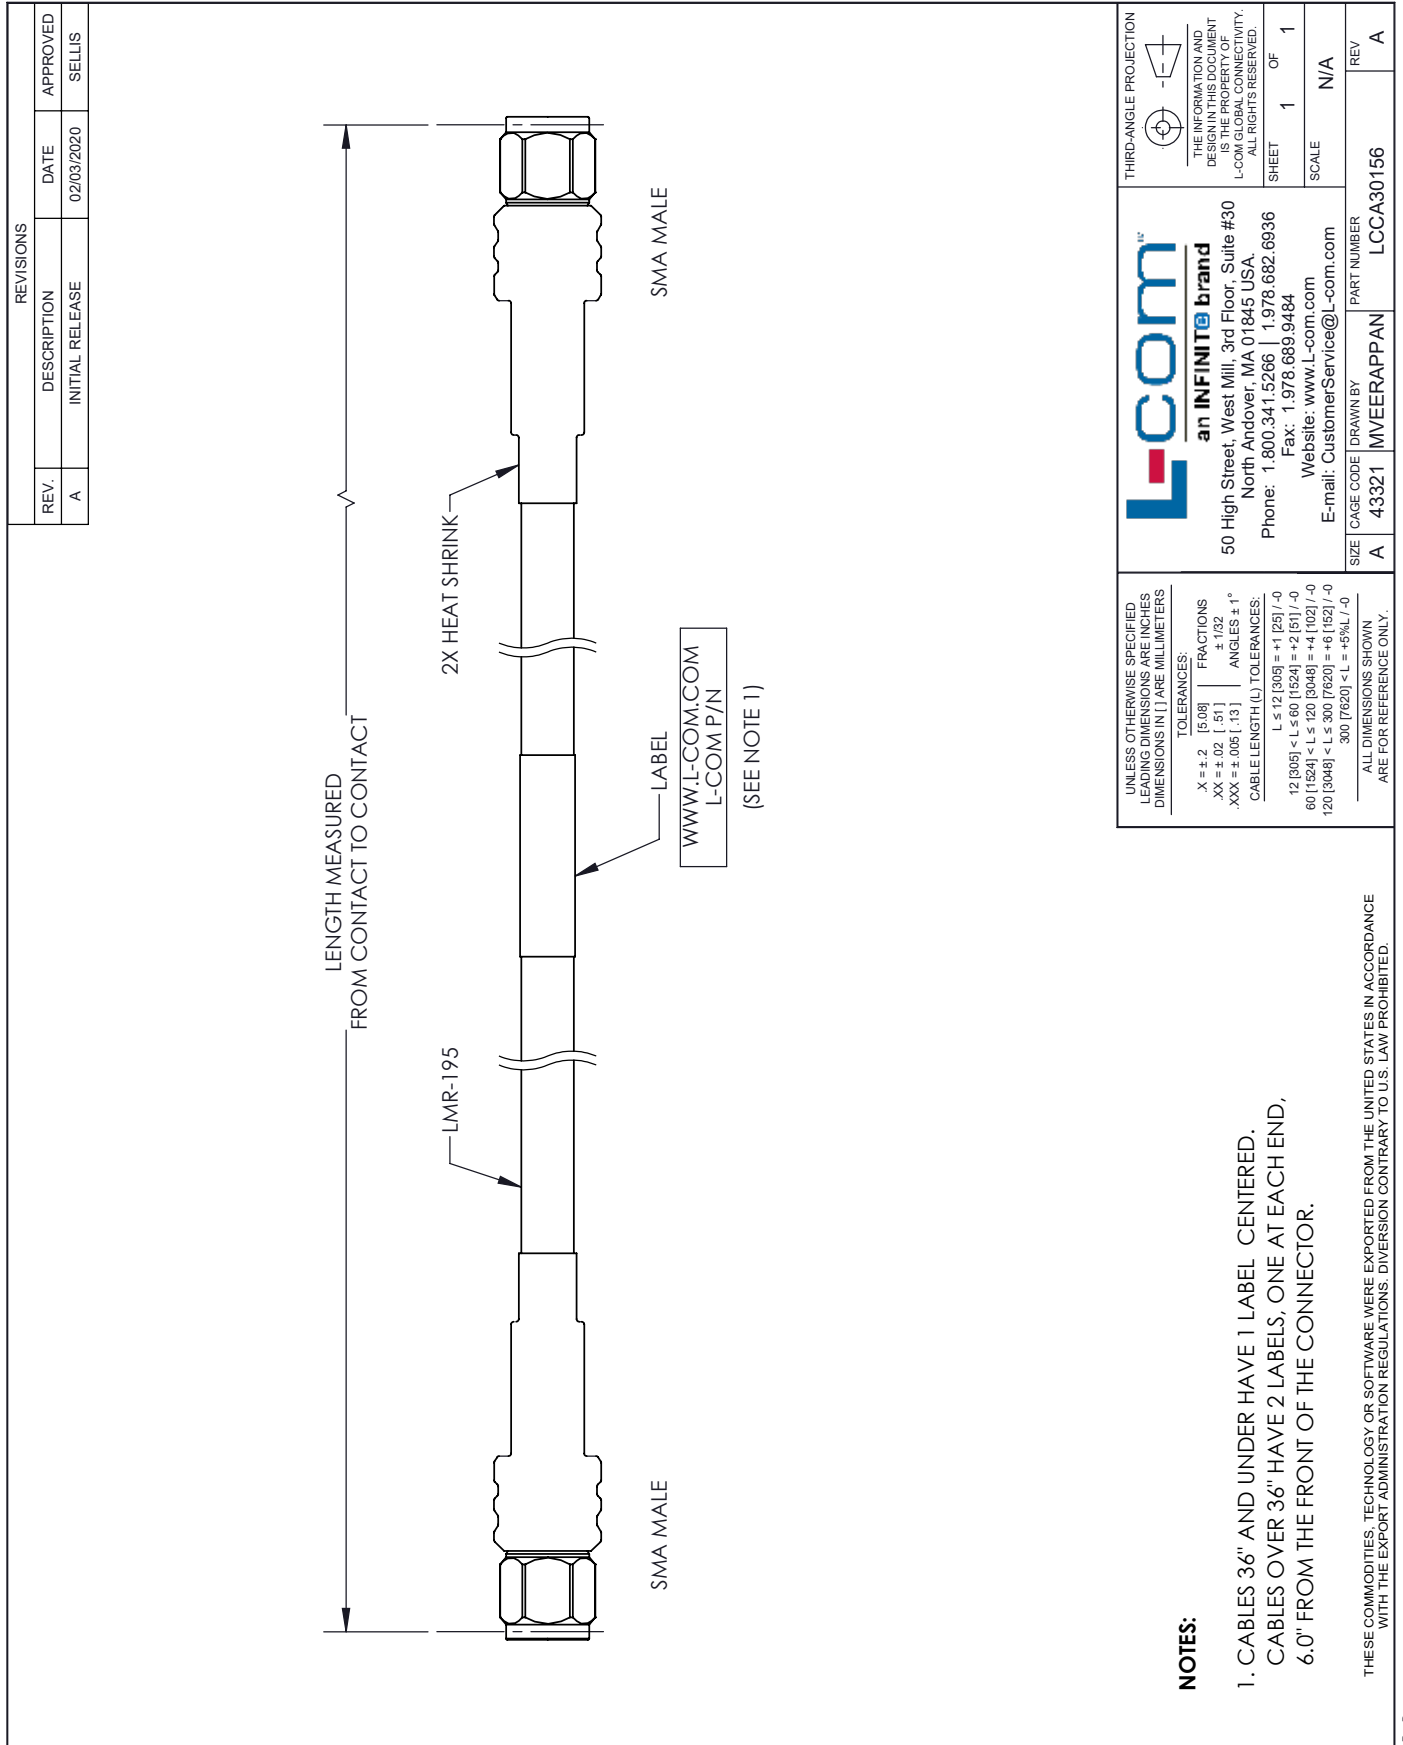 REVISIONS
REV.
DESCRIPTION
DATE
APPROVED
A
INITIAL RELEASE
02/03/2020
SELLIS
LENGTH MEASURED
FROM CONTACT TO CONTACT
LMR-195
2X HEAT SHRINK
SMA MALE
SMA MALE
LABEL
WWW.L-COM.COM
L-COM P/N
(SEE NOTE 1)
NOTES:
1. CABLES 36" AND UNDER HAVE 1 LABEL CENTERED.
CABLES OVER 36" HAVE 2 LABELS, ONE AT EACH END,
6.0" FROM THE FRONT OF THE CONNECTOR.
THESE COMMODITIES, TECHNOLOGY OR SOFTWARE WERE EXPORTED FROM THE UNITED STATES IN ACCORDANCE
WITH THE EXPORT ADMINISTRATION REGULATIONS. DIVERSION CONTRARY TO U.S. LAW PROHIBITED.
UNLESS OTHERWISE SPECIFIED
LEADING DIMENSIONS ARE INCHES
DIMENSIONS IN [ ] ARE MILLIMETERS
TOLERANCES:
.X = ± .2 [5.08] FRACTIONS
.XX = ± .02 [ .51 ] ± 1/32
.XXX = ± .005 [ .13 ] ANGLES ± 1°
CABLE LENGTH (L) TOLERANCES:
L ≤ 12 [305] = +1 [25] / -0
12 [305] < L ≤ 60 [1524] = +2 [51] / -0
60 [1524] < L ≤ 120 [3048] = +4 [102] / -0
120 [3048] < L ≤ 300 [7620] = +6 [152] / -0
300 [7620] < L = +5%L / -0
ALL DIMENSIONS SHOWN
ARE FOR REFERENCE ONLY.
L-com
an INFINIT@ brand
50 High Street, West Mill, 3rd Floor, Suite #30
North Andover, MA 01845 USA.
Phone: 1.800.341.5266 | 1.978.682.6936
Fax: 1.978.689.9484
Website: www.L-com.com
E-mail: CustomerService@L-com.com
THIRD-ANGLE PROJECTION
THE INFORMATION AND
DESIGN IN THIS DOCUMENT
IS THE PROPERTY OF
L-COM GLOBAL CONNECTIVITY.
ALL RIGHTS RESERVED.
SHEET
1 OF 1
SCALE
N/A
SIZE
A
CAGE CODE
43321
DRAWN BY
MVEERAPPAN
PART NUMBER
LCCA30156
REV
A